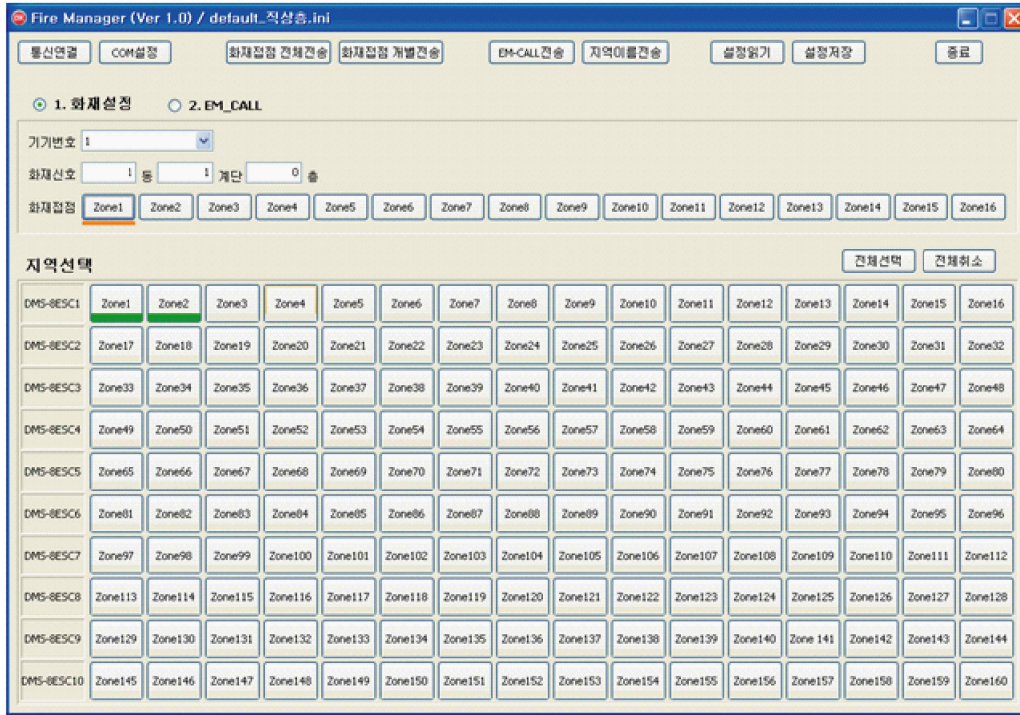 Fire Manager (Ver 1.0) / default_직상층.ini
통신연결 COM설정 화재접점 전체전송 화재접점 개별전송 EM-CALL전송 지역이름전송 설정읽기 설정저장 종료
1. 화재설정 2. EM_CALL
기기번호 1
화재신호 1 동 1 계단 0 층
화재접점 Zone1 Zone2 Zone3 Zone4 Zone5 Zone6 Zone7 Zone8 Zone9 Zone10 Zone11 Zone12 Zone13 Zone14 Zone15 Zone16
지역선택 전체선택 전체취소
DMS-8ESC1 Zone1 Zone2 Zone3 Zone4 Zone5 Zone6 Zone7 Zone8 Zone9 Zone10 Zone11 Zone12 Zone13 Zone14 Zone15 Zone16
DMS-8ESC2 Zone17 Zone18 Zone19 Zone20 Zone21 Zone22 Zone23 Zone24 Zone25 Zone26 Zone27 Zone28 Zone29 Zone30 Zone31 Zone32
DMS-8ESC3 Zone33 Zone34 Zone35 Zone36 Zone37 Zone38 Zone39 Zone40 Zone41 Zone42 Zone43 Zone44 Zone45 Zone46 Zone47 Zone48
DMS-8ESC4 Zone49 Zone50 Zone51 Zone52 Zone53 Zone54 Zone55 Zone56 Zone57 Zone58 Zone59 Zone60 Zone61 Zone62 Zone63 Zone64
DMS-8ESC5 Zone65 Zone66 Zone67 Zone68 Zone69 Zone70 Zone71 Zone72 Zone73 Zone74 Zone75 Zone76 Zone77 Zone78 Zone79 Zone80
DMS-8ESC6 Zone81 Zone82 Zone83 Zone84 Zone85 Zone86 Zone87 Zone88 Zone89 Zone90 Zone91 Zone92 Zone93 Zone94 Zone95 Zone96
DMS-8ESC7 Zone97 Zone98 Zone99 Zone100 Zone101 Zone102 Zone103 Zone104 Zone105 Zone106 Zone107 Zone108 Zone109 Zone110 Zone111 Zone112
DMS-8ESC8 Zone113 Zone114 Zone115 Zone116 Zone117 Zone118 Zone119 Zone120 Zone121 Zone122 Zone123 Zone124 Zone125 Zone126 Zone127 Zone128
DMS-8ESC9 Zone129 Zone130 Zone131 Zone132 Zone133 Zone134 Zone135 Zone136 Zone137 Zone138 Zone139 Zone140 Zone 141 Zone142 Zone143 Zone144
DMS-8ESC10 Zone145 Zone146 Zone147 Zone148 Zone149 Zone150 Zone151 Zone152 Zone153 Zone154 Zone155 Zone156 Zone157 Zone158 Zone159 Zone160